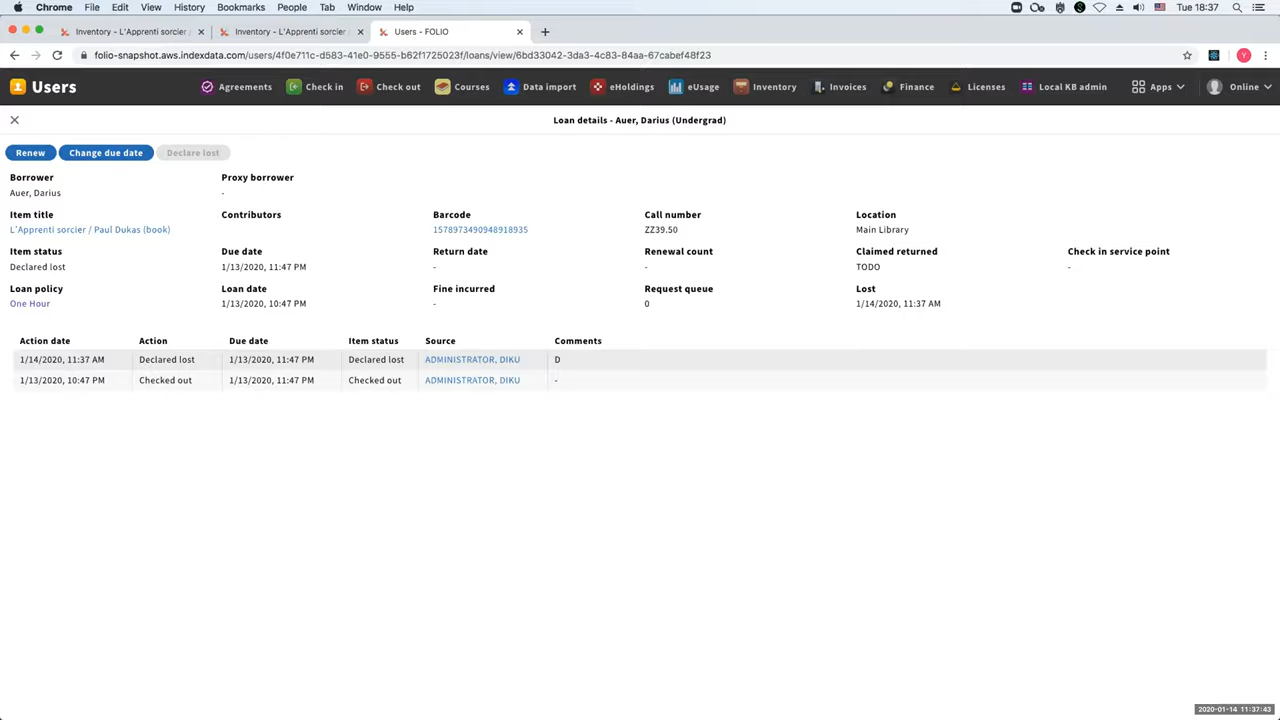 Chrome File Edit View History Bookmarks People Tab Window Help Tue 18:37
Inventory - L'Apprenti sorcier / Inventory - L'Apprenti sorcier Users - FOLIO
folio-snapshot.aws.indexdata.com/users/4f0e711c-d583-41e0-9555-b62f1725023f/loans/view/6bd33042-3da3-4c83-84aa-67cabef48f23 Y
Users Agreements Check in Check out Courses Data import eHoldings eUsage Inventory Invoices Finance Licenses Local KB admin Apps Online
Loan details - Auer, Darius (Undergrad)
Renew Change due date Declare lost
Borrower Proxy borrower
Auer, Darius -
Item title Contributors Barcode Call number Location
L'Apprenti sorcier / Paul Dukas (book) 1578973490948918935 ZZ39.50 Main Library
Item status Due date Return date Renewal count Claimed returned Check in service point
Declared lost 1/13/2020, 11:47 PM - - TODO -
Loan policy Loan date Fine incurred Request queue Lost
One Hour 1/13/2020, 10:47 PM - 0 1/14/2020, 11:37 AM
Action date Action Due date Item status Source Comments
1/14/2020, 11:37 AM Declared lost 1/13/2020, 11:47 PM Declared lost ADMINISTRATOR, DIKU D
1/13/2020, 10:47 PM Checked out 1/13/2020, 11:47 PM Checked out ADMINISTRATOR, DIKU -
2020-01-14 11:37:43